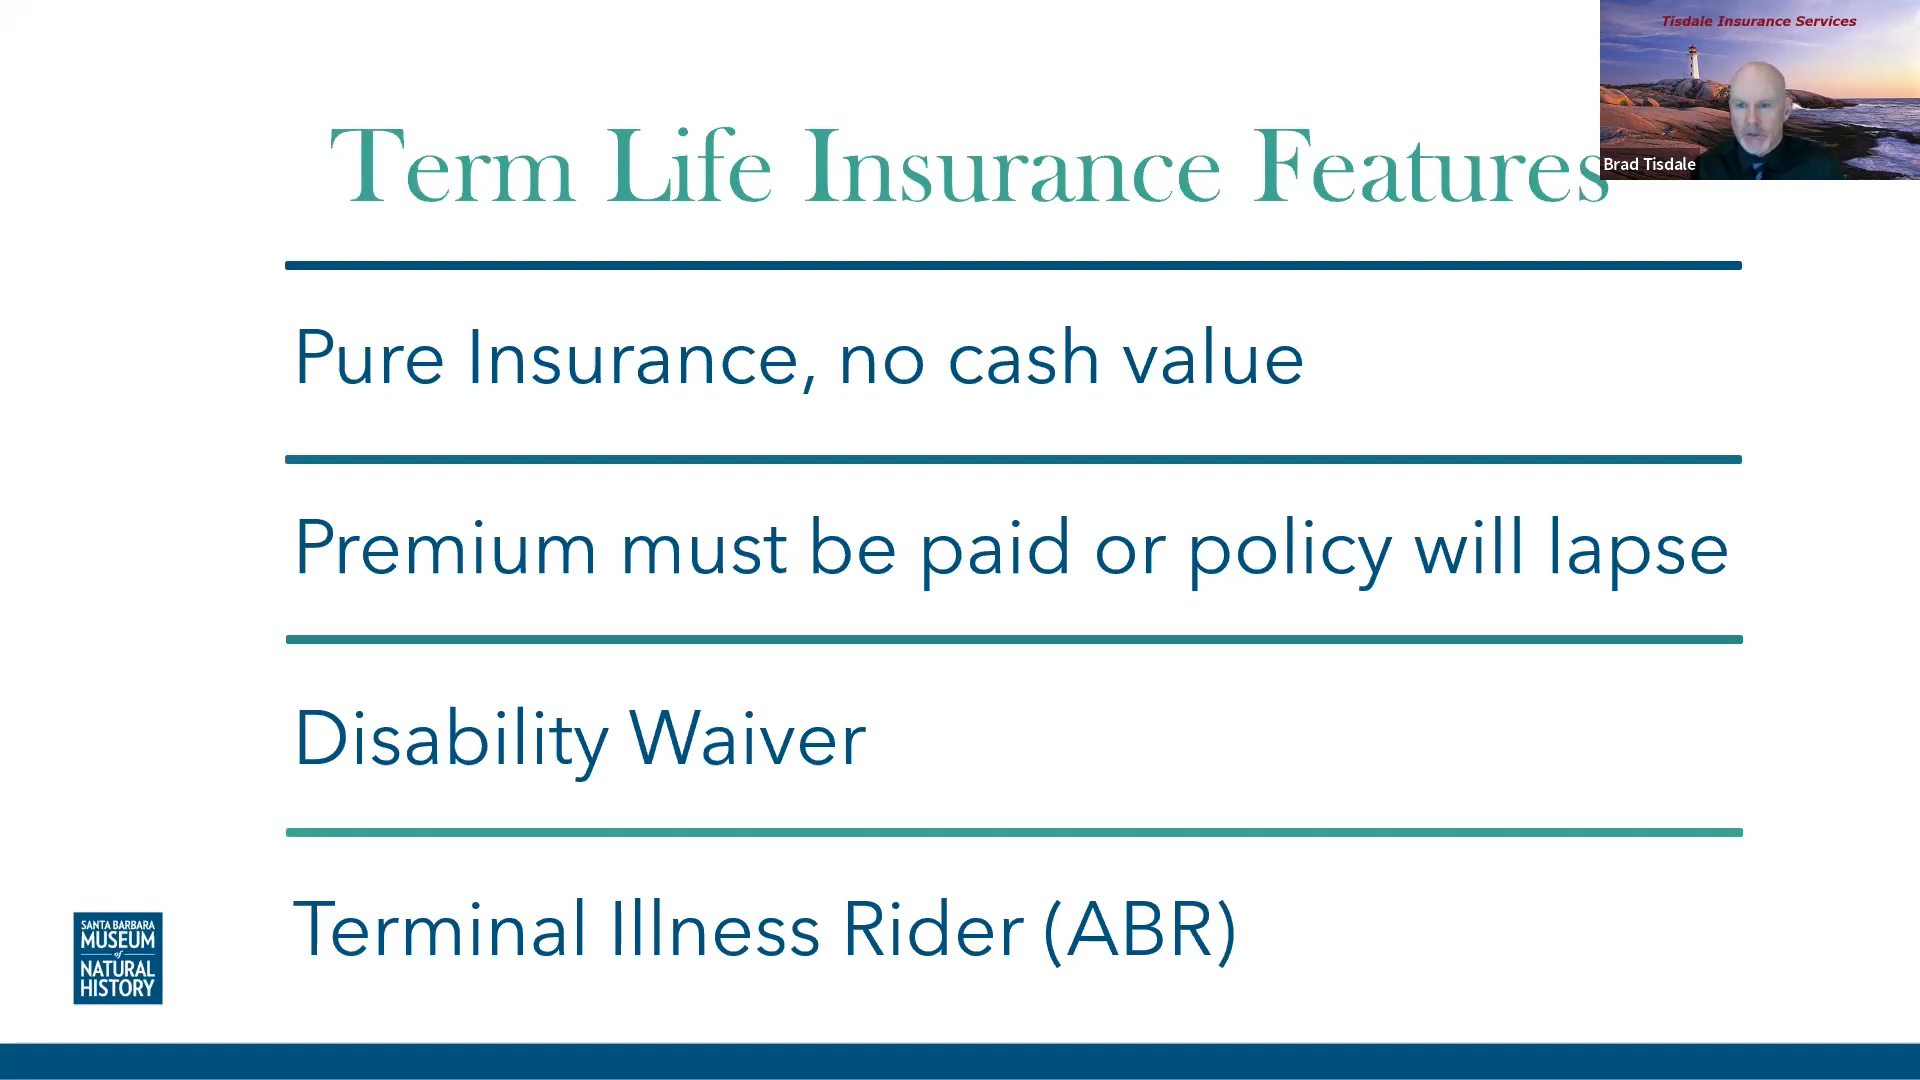 Tisdale Insurance Services
Brad Tisdale
Term Life Insurance Features
Pure Insurance, no cash value
Premium must be paid or policy will lapse
Disability Waiver
Terminal Illness Rider (ABR)
SANTA BARBARA
MUSEUM
of
NATURAL
HISTORY